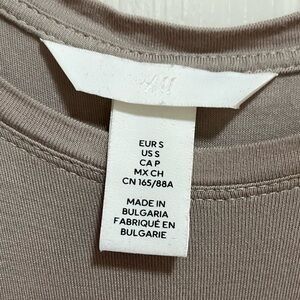 H&M
EUR S
US S
CA P
MX CH
CN 165/88A
MADE IN
BULGARIA
FABRIQUÉ EN
BULGARIE